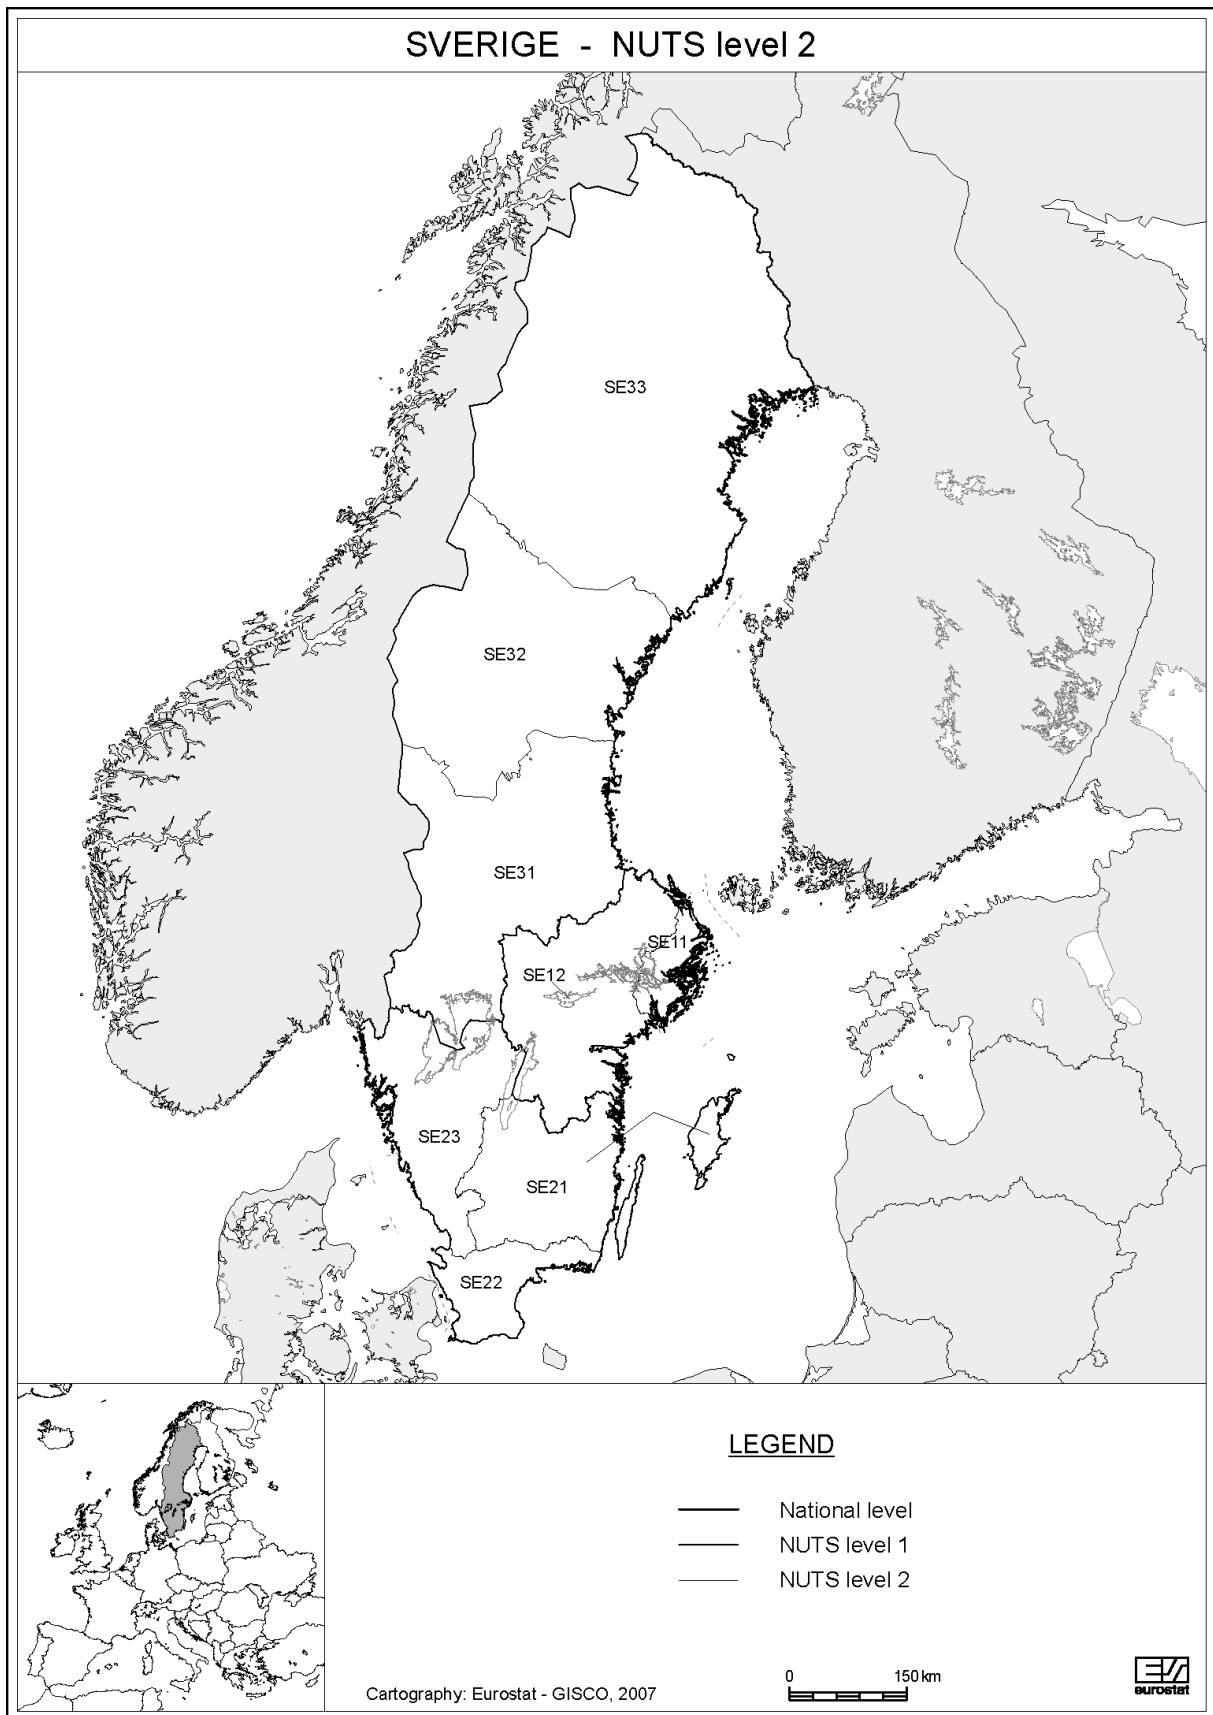 SVERIGE - NUTS level 2
SE33
SE32
SE31
SE11
SE12
SE23
SE21
SE22
LEGEND
National level
NUTS level 1
NUTS level 2
0 150 km
Cartography: Eurostat - GISCO, 2007
eurostat